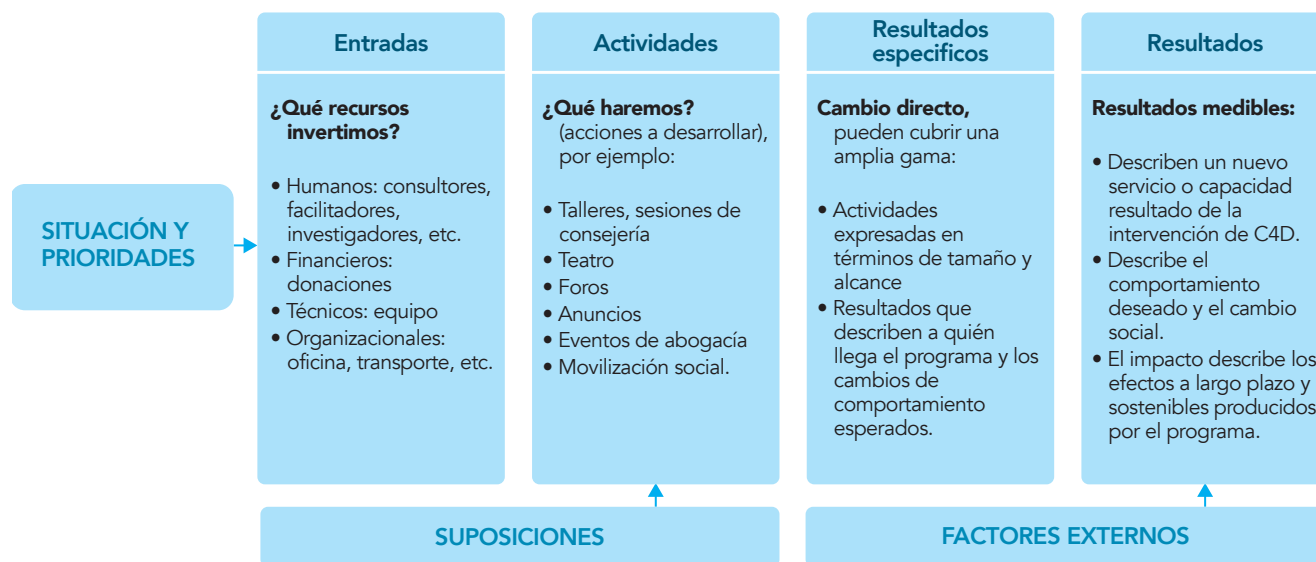 SITUACIÓN Y
PRIORIDADES
Entradas
¿Qué recursos
invertimos?
• Humanos: consultores,
facilitadores,
investigadores, etc.
• Financieros:
donaciones
• Técnicos: equipo
• Organizacionales:
oficina, transporte, etc.
Actividades
¿Qué haremos?
(acciones a desarrollar),
por ejemplo:
• Talleres, sesiones de
consejería
• Teatro
• Foros
• Anuncios
• Eventos de abogacía
• Movilización social.
Resultados
especificos
Cambio directo,
pueden cubrir una
amplia gama:
• Actividades
expresadas en
términos de tamaño y
alcance
• Resultados que
describen a quién
llega el programa y los
cambios de
comportamiento
esperados.
Resultados
Resultados medibles:
• Describen un nuevo
servicio o capacidad
resultado de la
intervención de C4D.
• Describe el
comportamiento
deseado y el cambio
social.
• El impacto describe los
efectos a largo plazo y
sostenibles producidos
por el programa.
SUPOSICIONES
FACTORES EXTERNOS